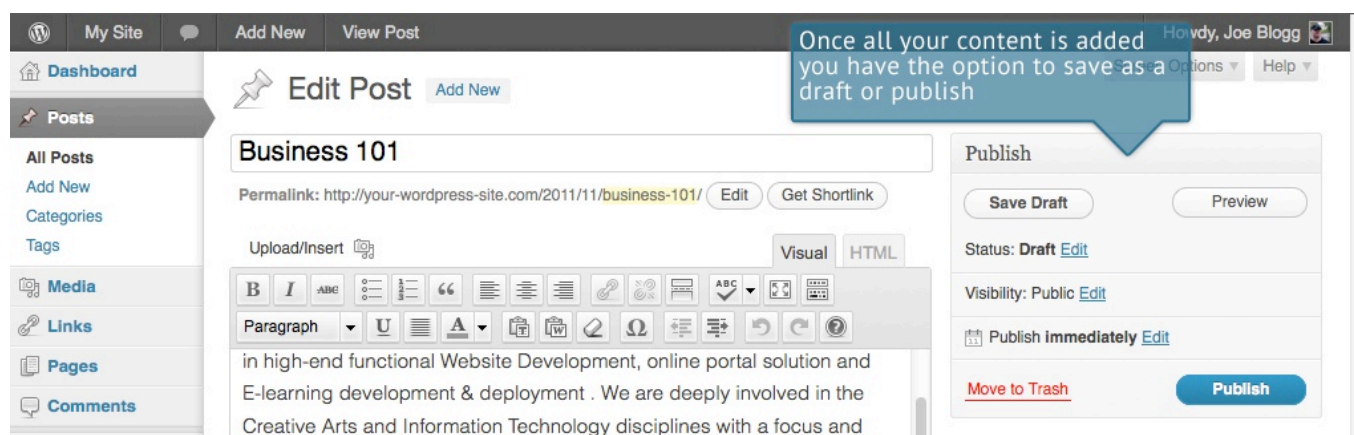 My Site Add New View Post Howdy, Joe Blogg
Once all your content is added
you have the option to save as a
draft or publish
Options Help
Dashboard
Posts
All Posts
Add New
Categories
Tags
Media
Links
Pages
Comments
Edit Post Add New
Business 101
Permalink: http://your-wordpress-site.com/2011/11/business-101/ Edit Get Shortlink
Upload/Insert Visual HTML
B I ABC ABC
Paragraph U A T W Ω
in high-end functional Website Development, online portal solution and
E-learning development & deployment . We are deeply involved in the
Creative Arts and Information Technology disciplines with a focus and
Publish
Save Draft Preview
Status: Draft Edit
Visibility: Public Edit
11 Publish immediately Edit
Move to Trash Publish